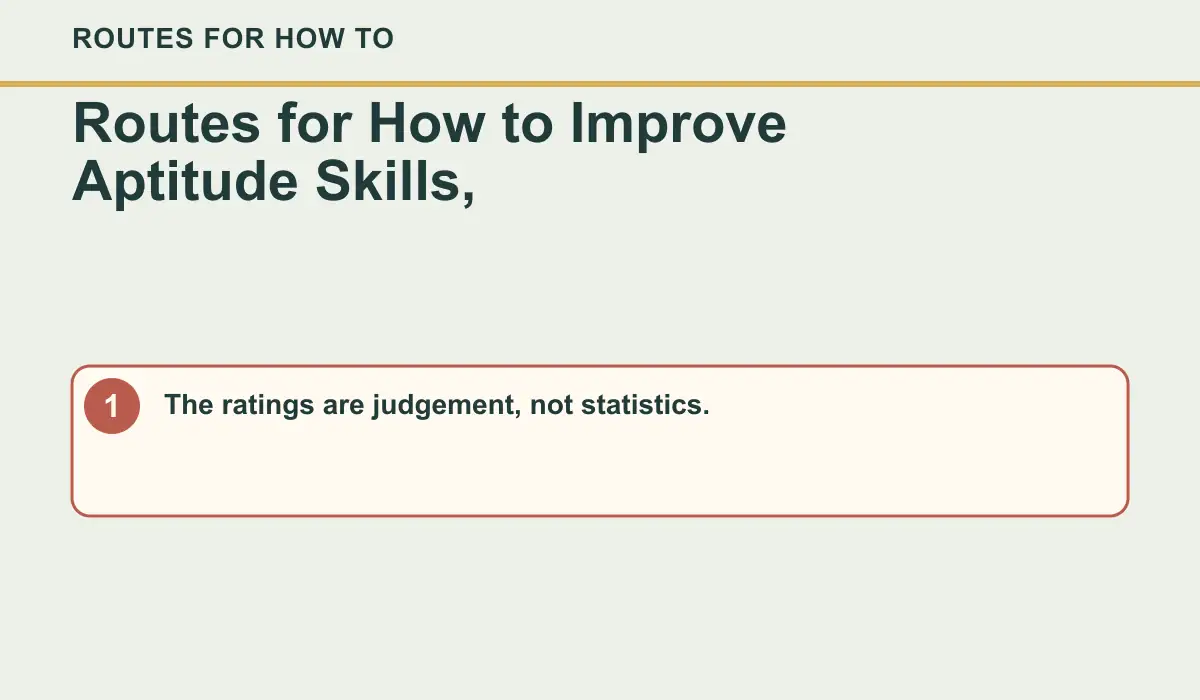 ROUTES FOR HOW TO
Routes for How to Improve
Aptitude Skills,
1 The ratings are judgement, not statistics.